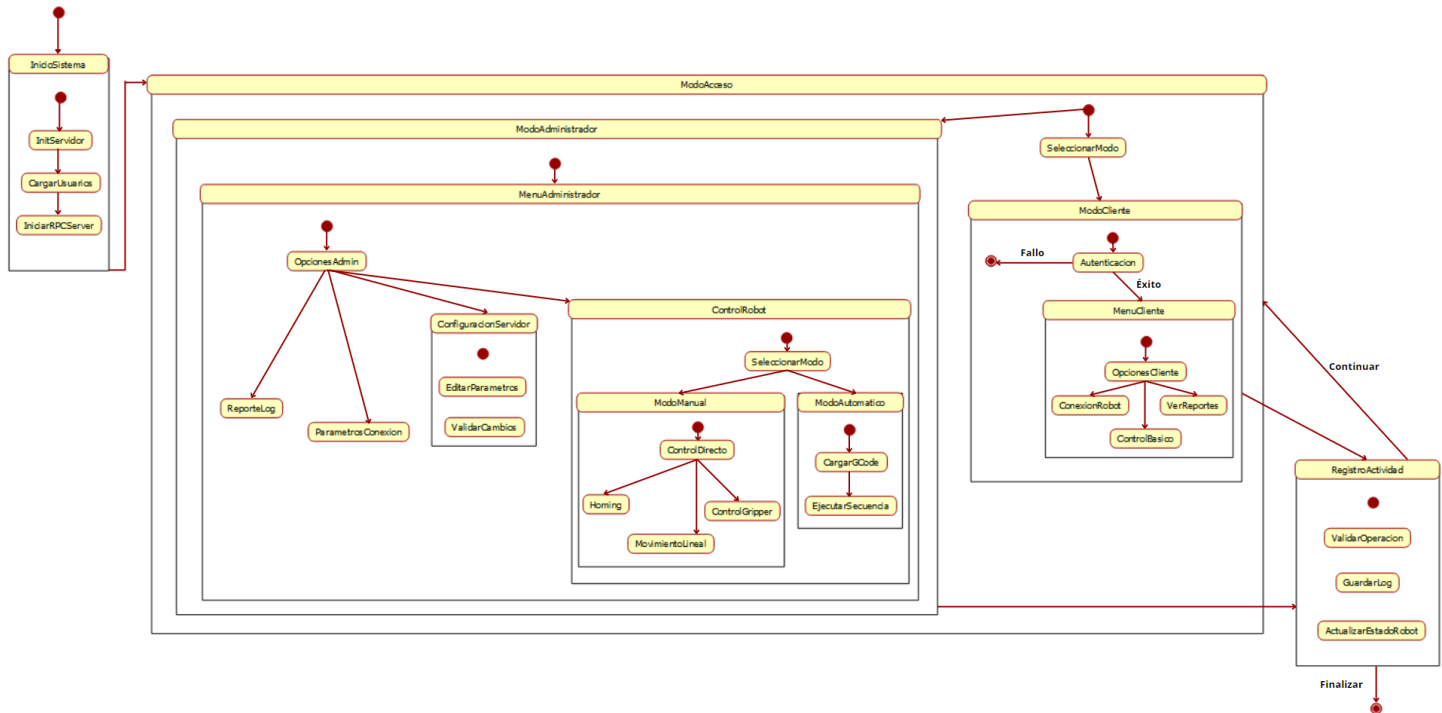 InicioSistema
InitServidor
CargarUsuarios
IniciarRPCServer
ModoAcceso
ModoAdministrador
MenuAdministrador
OpcionesAdmin
ReporteLog
ParametrosConexion
ConfiguracionServidor
EditarParametros
ValidarCambios
ControlRobot
SeleccionarModo
ModoManual
ControlDirecto
Homing
ControlGripper
MovimientoLineal
ModoAutomatico
CargarGCode
EjecutarSecuencia
SeleccionarModo
ModoCliente
Fallo
Autenticacion
Éxito
MenuCliente
OpcionesCliente
ConexionRobot
VerReportes
ControlBasico
Continuar
RegistroActividad
ValidarOperacion
GuardarLog
ActualizarEstadoRobot
Finalizar